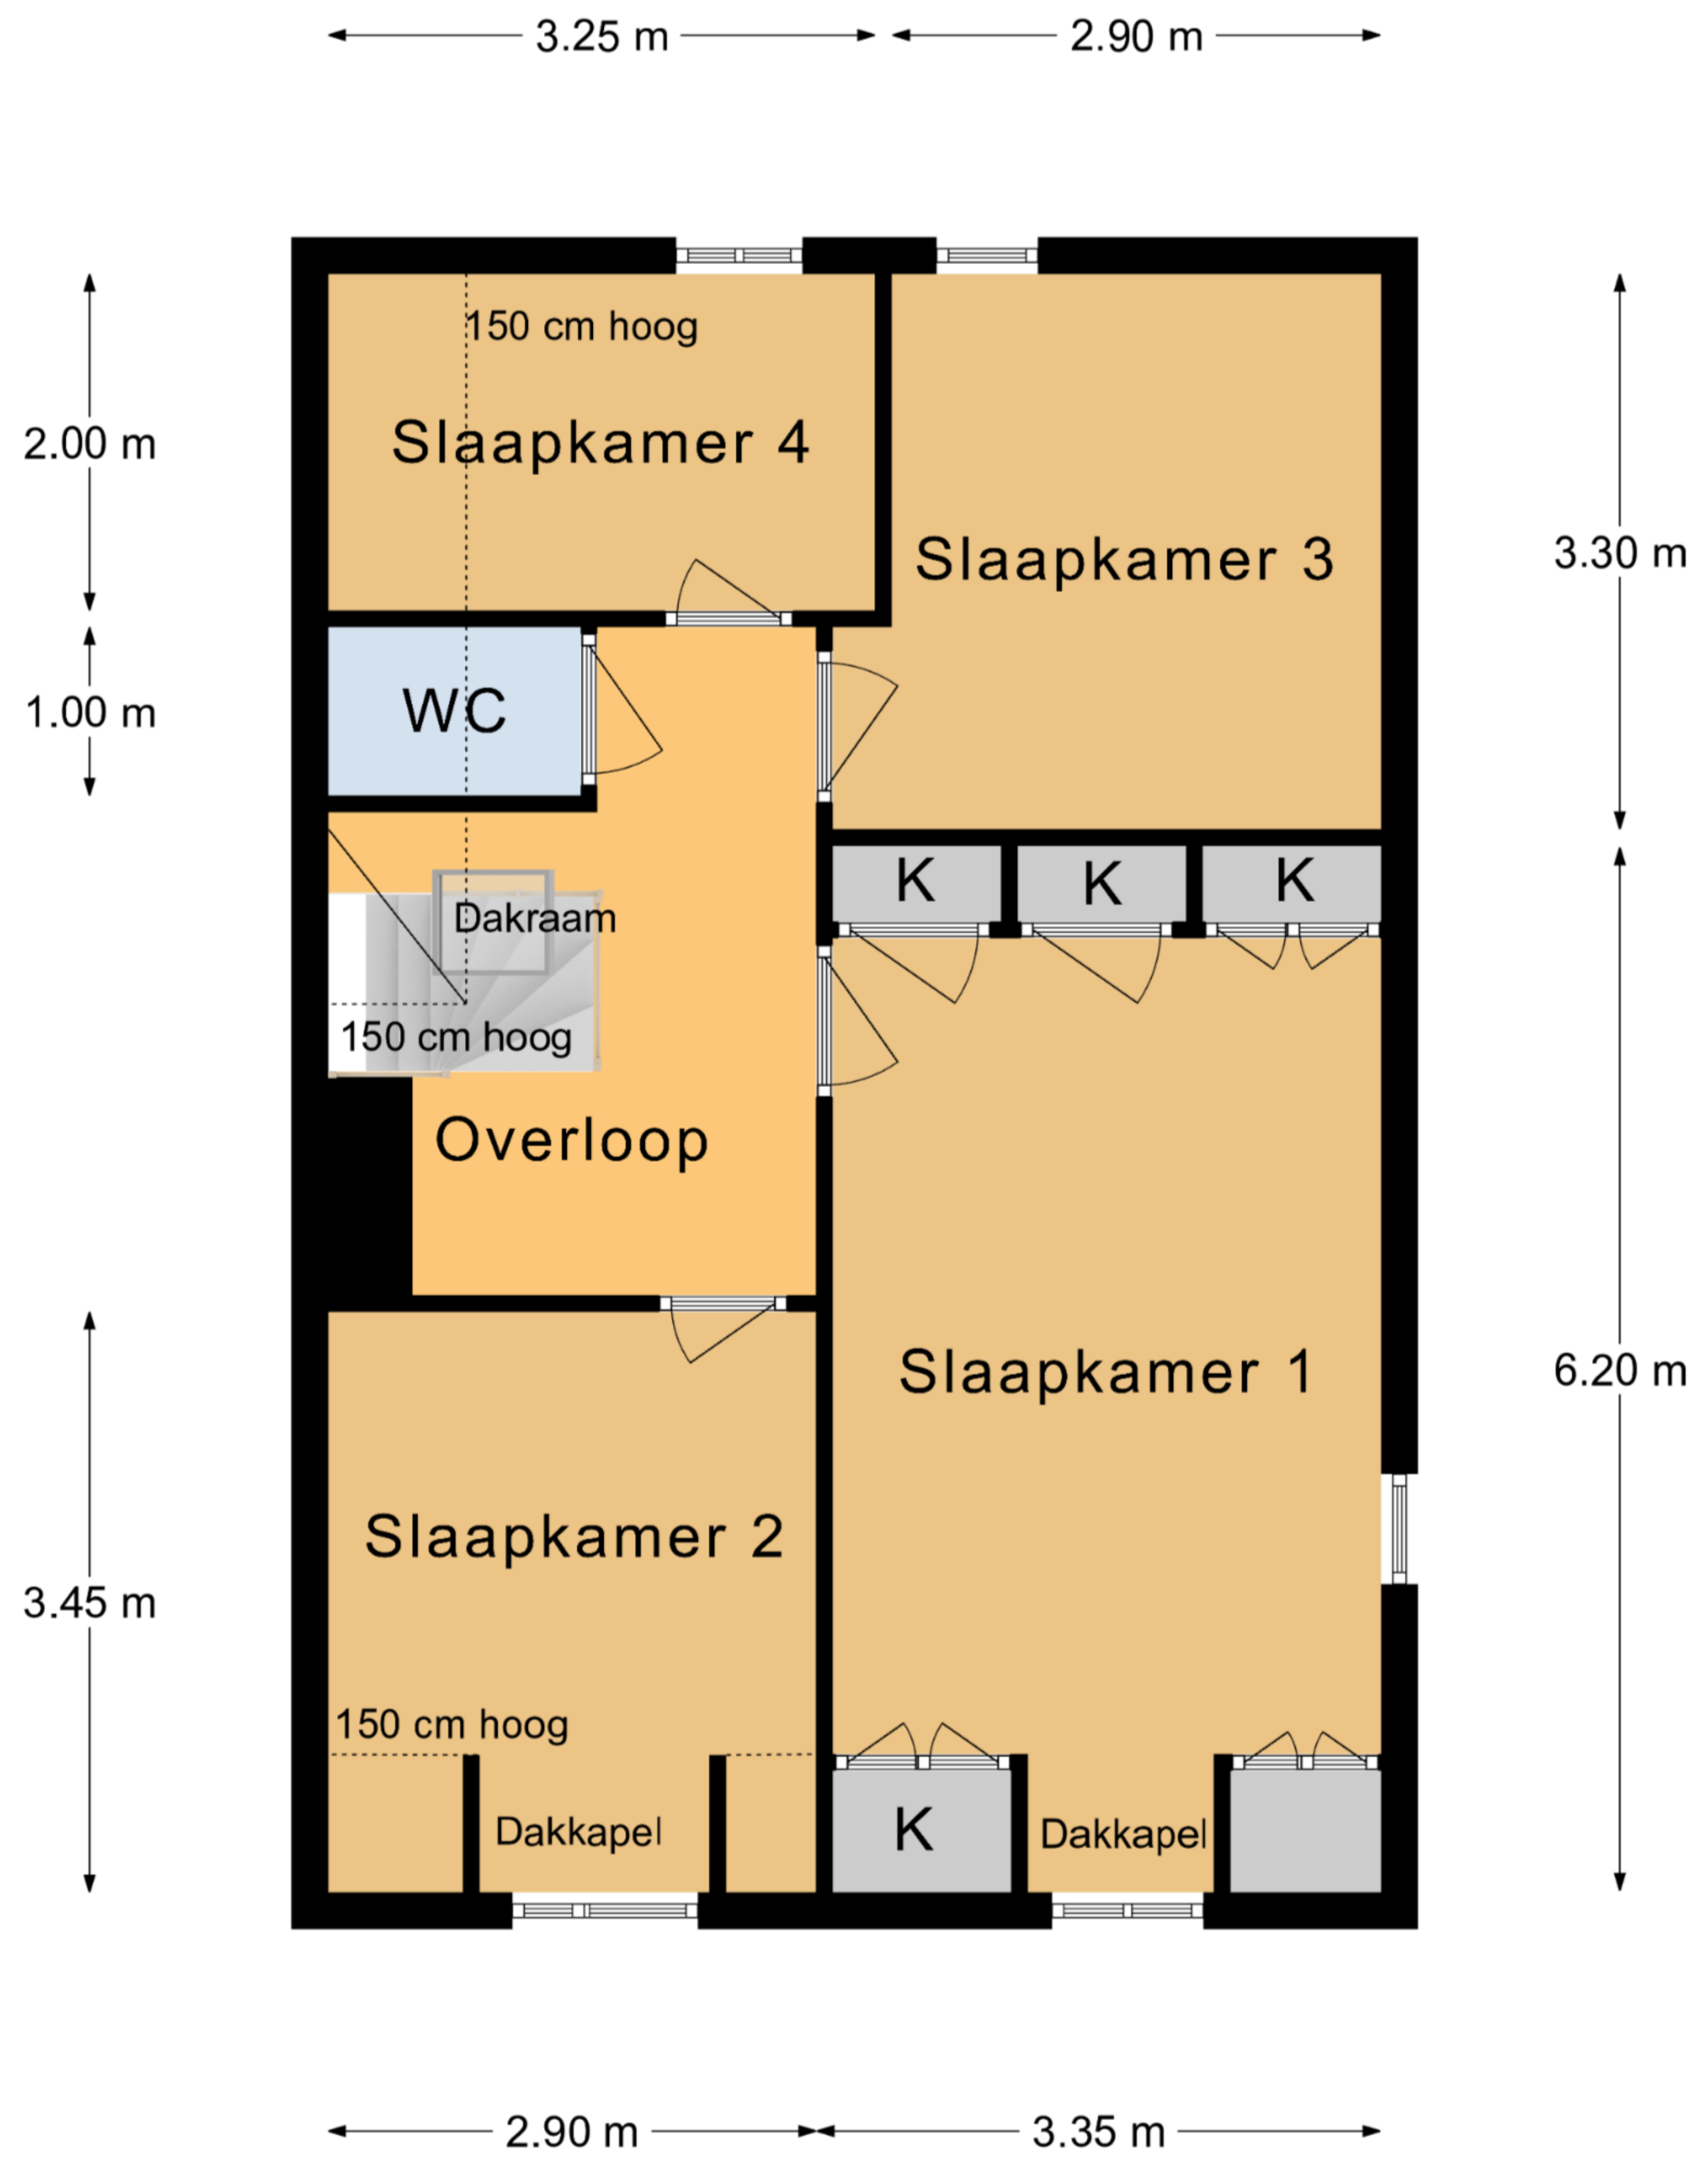 3.25 m
2.90 m
150 cm hoog
2.00 m
Slaapkamer 4
3.30 m
Slaapkamer 3
1.00 m
WC
K
K
K
Dakraam
150 cm hoog
Overloop
6.20 m
Slaapkamer 1
Slaapkamer 2
3.45 m
150 cm hoog
Dakkapel
K
Dakkapel
2.90 m
3.35 m